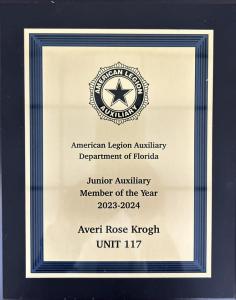 AMERICAN LEGION
AUXILIARY
American Legion Auxiliary
Department of Florida
Junior Auxiliary
Member of the Year
2023-2024
Averi Rose Krogh
UNIT 117